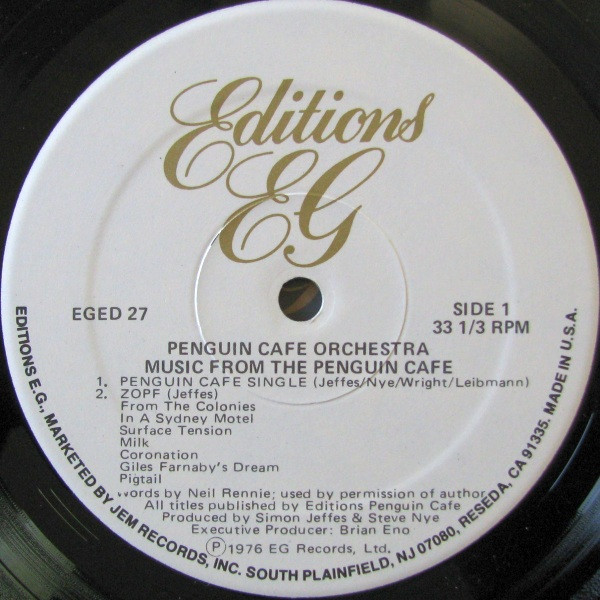 Editions
EG
EGED 27
SIDE 1
33 1/3 RPM
PENGUIN CAFE ORCHESTRA
MUSIC FROM THE PENGUIN CAFE
1. PENGUIN CAFE SINGLE (Jeffes/Nye/Wright/Leibmann)
2. ZOPF (Jeffes)
From The Colonies
In A Sydney Motel
Surface Tension
Milk
Coronation
Giles Farnaby's Dream
Pigtail
words by Neil Rennie; used by permission of author
All titles published by Editions Penguin Cafe
Produced by Simon Jeffes & Steve Nye
Executive Producer: Brian Eno
Ⓟ 1976 EG Records, Ltd.
EDITIONS E.G., MARKETED BY JEM RECORDS, INC. SOUTH PLAINFIELD, NJ 07080, RESEDA, CA 91335. MADE IN U.S.A.